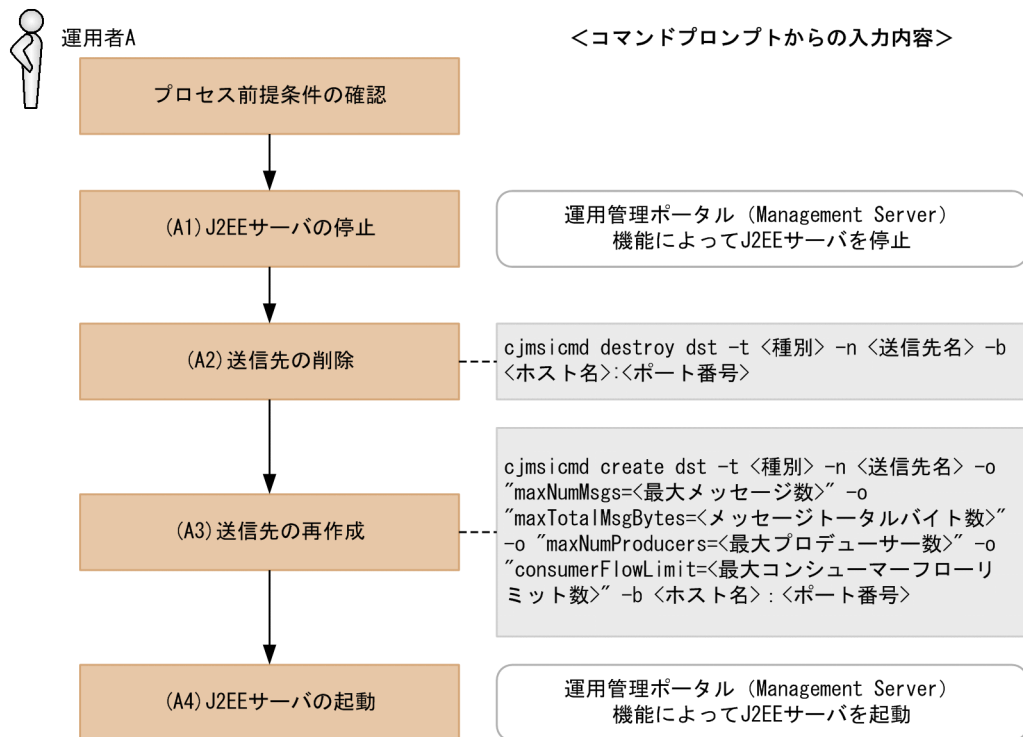 運用者A
<コマンドプロンプトからの入力内容>
プロセス前提条件の確認
(A1)J2EEサーバの停止
運用管理ポータル (Management Server)
機能によってJ2EEサーバを停止
(A2)送信先の削除
cjmsicmd destroy dst -t <種別> -n <送信先名> -b
<ホスト名>:<ポート番号>
(A3)送信先の再作成
cjmsicmd create dst -t <種別> -n <送信先名> -o
"maxNumMsgs=<最大メッセージ数>" -o
"maxTotalMsgBytes=<メッセージトータルバイト数>"
-o "maxNumProducers=<最大プロデューサー数>" -o
"consumerFlowLimit=<最大コンシューマーフローリ
ミット数>" -b <ホスト名>:<ポート番号>
(A4)J2EEサーバの起動
運用管理ポータル (Management Server)
機能によってJ2EEサーバを起動